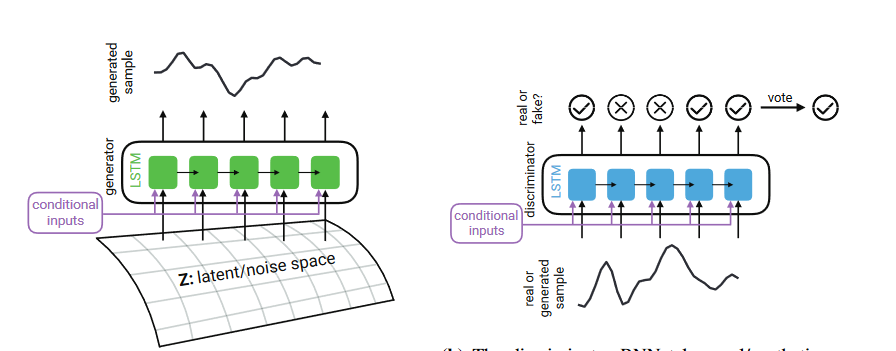 generated
sample
generator
LSTM
conditional
inputs
Z: latent/noise space
real or
fake?
vote
discriminator
LSTM
conditional
inputs
real or
generated
sample